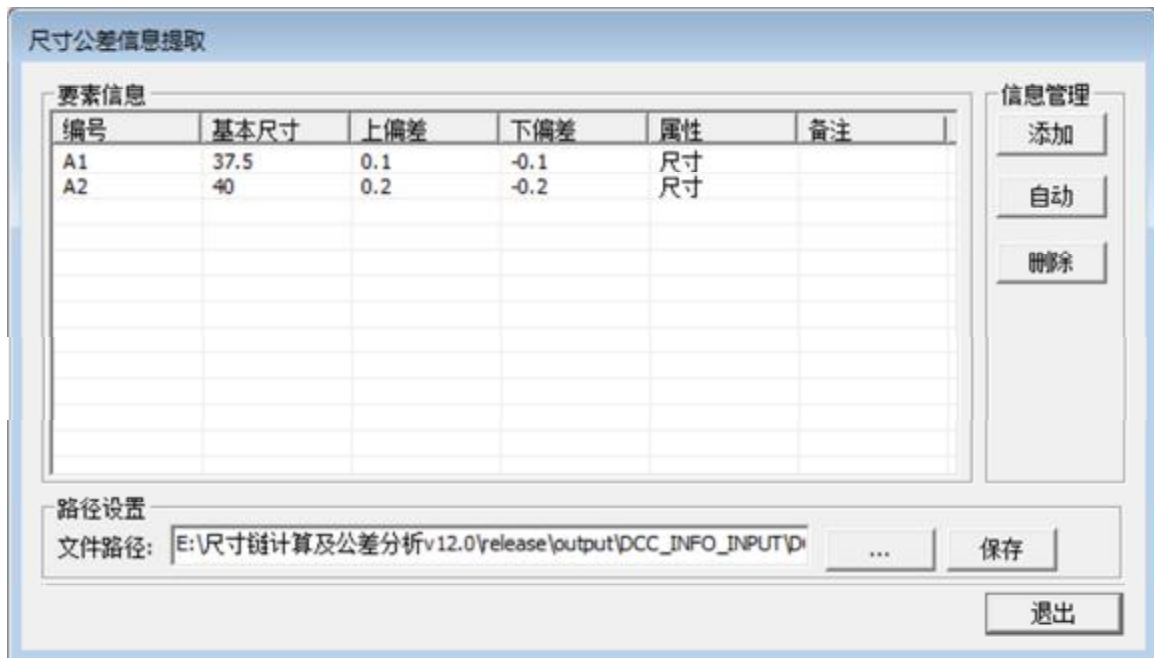 尺寸公差信息提取
要素信息
信息管理
编号 基本尺寸 上偏差 下偏差 属性 备注
添加
A1 37.5 0.1 -0.1 尺寸
A2 40 0.2 -0.2 尺寸
自动
删除
路径设置
文件路径: E:\尺寸链计算及公差分析v12.0\release\output\DCC_INFO_INPUT\D ... 保存
退出